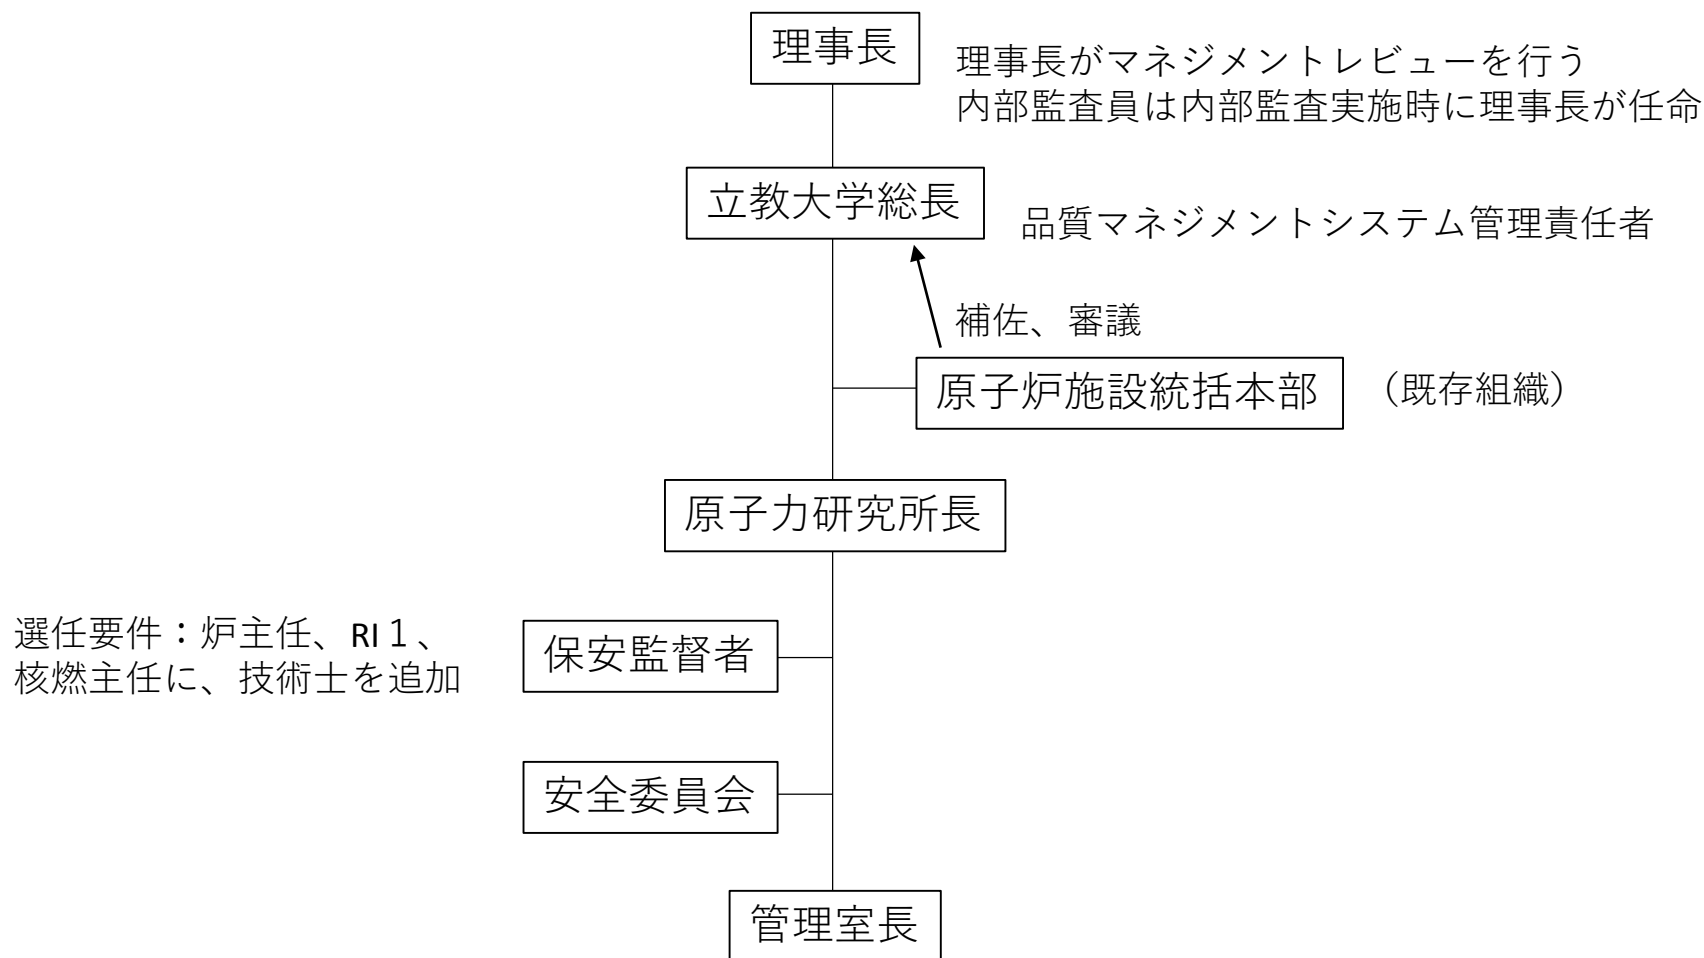 理事長
理事長がマネジメントレビューを行う
内部監査員は内部監査実施時に理事長が任命
立教大学総長
品質マネジメントシステム管理責任者
補佐、審議
原子炉施設統括本部
（既存組織）
原子力研究所長
選任要件：炉主任、RI１、
核燃主任に、技術士を追加
保安監督者
安全委員会
管理室長